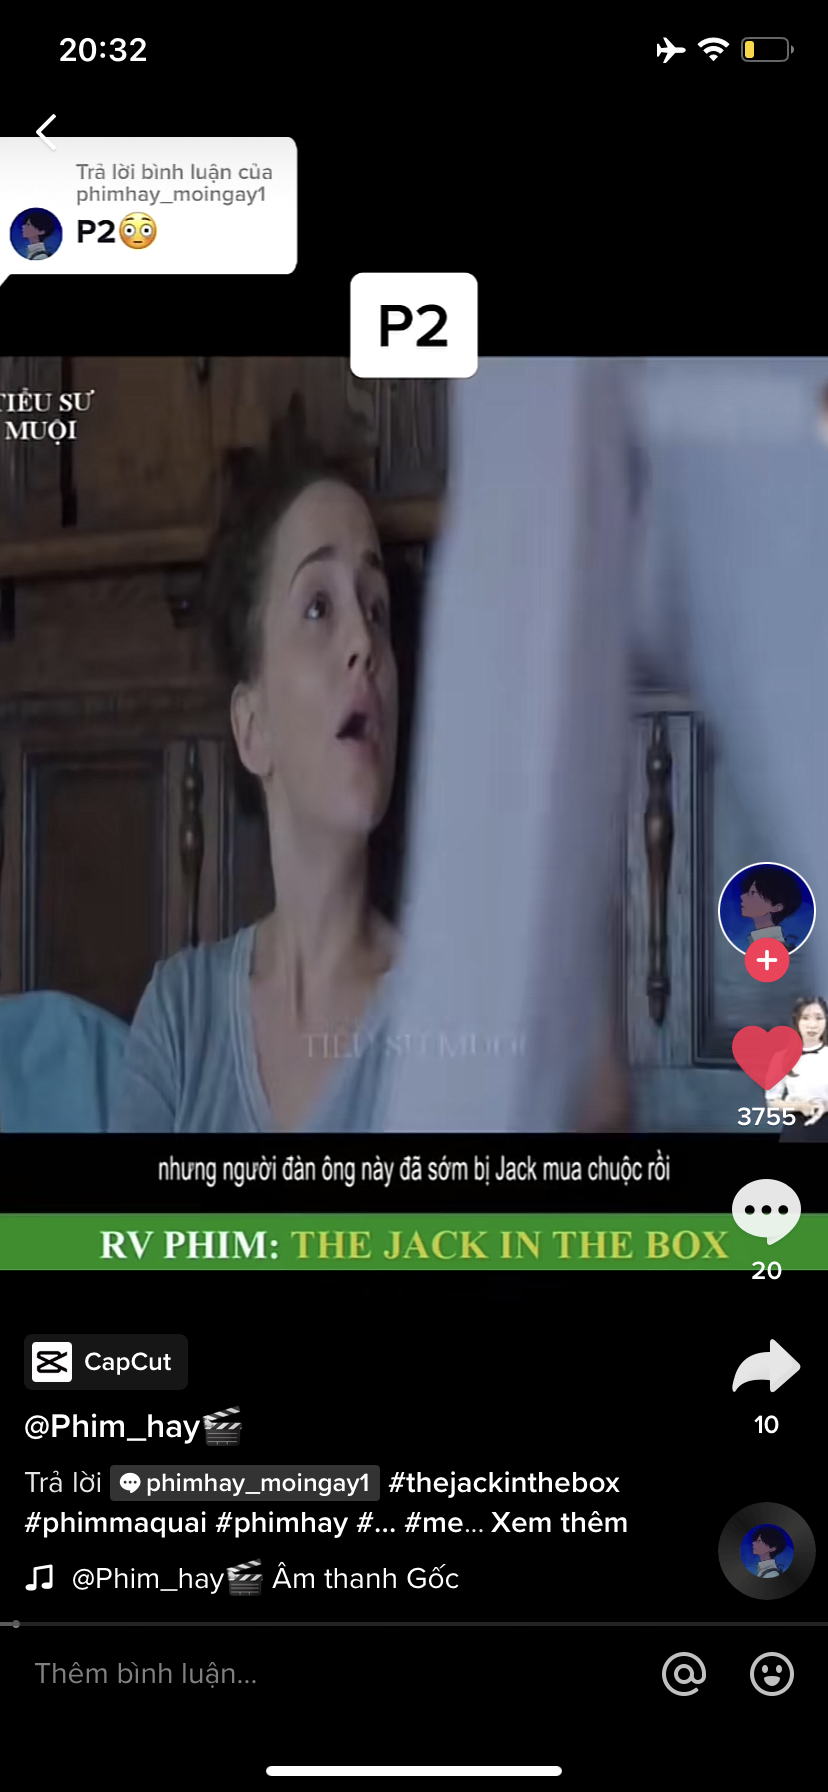 20:32
Trả lời bình luận của
phimhay_moingay1
P2😳
P2
TIỂU SƯ
MUỘI
TIỂU SƯ MUỘI
3755
nhưng người đàn ông này đã sớm bị Jack mua chuộc rồi
RV PHIM: THE JACK IN THE BOX
20
CapCut
@Phim_hay🎬
10
Trả lời 💬phimhay_moingay1 #thejackinthebox
#phimmaquai #phimhay #... #me... Xem thêm
@Phim_hay🎬 Âm thanh Gốc
Thêm bình luận...